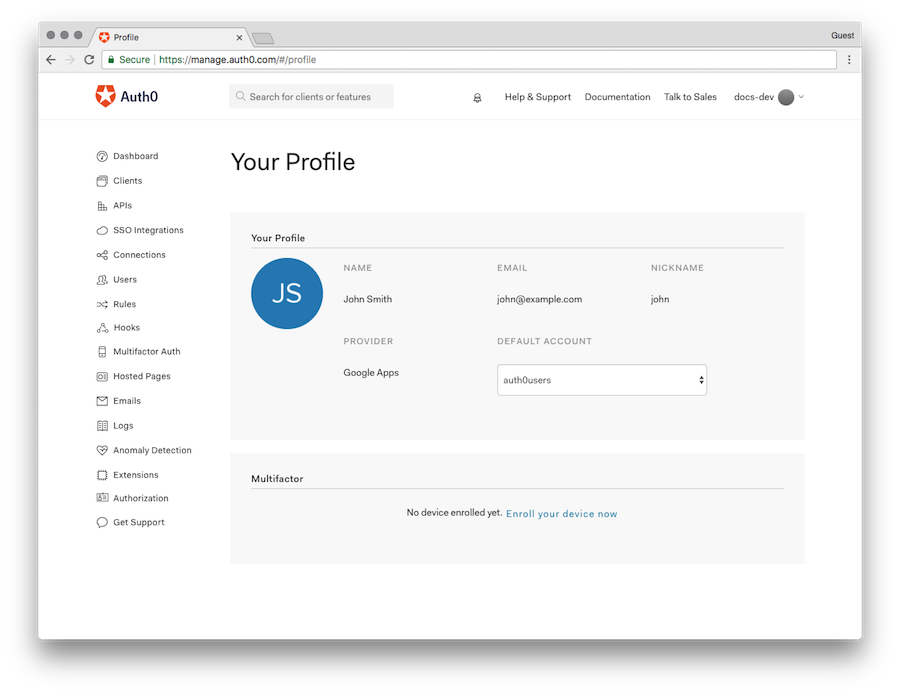 Profile
Guest
Secure https://manage.auth0.com/#/profile
Auth0
Search for clients or features
Help & Support
Documentation
Talk to Sales
docs-dev
Dashboard
Clients
APIs
SSO Integrations
Connections
Users
Rules
Hooks
Multifactor Auth
Hosted Pages
Emails
Logs
Anomaly Detection
Extensions
Authorization
Get Support
Your Profile
Your Profile
JS
NAME
EMAIL
NICKNAME
John Smith
john@example.com
john
PROVIDER
DEFAULT ACCOUNT
Google Apps
auth0users
Multifactor
No device enrolled yet. Enroll your device now